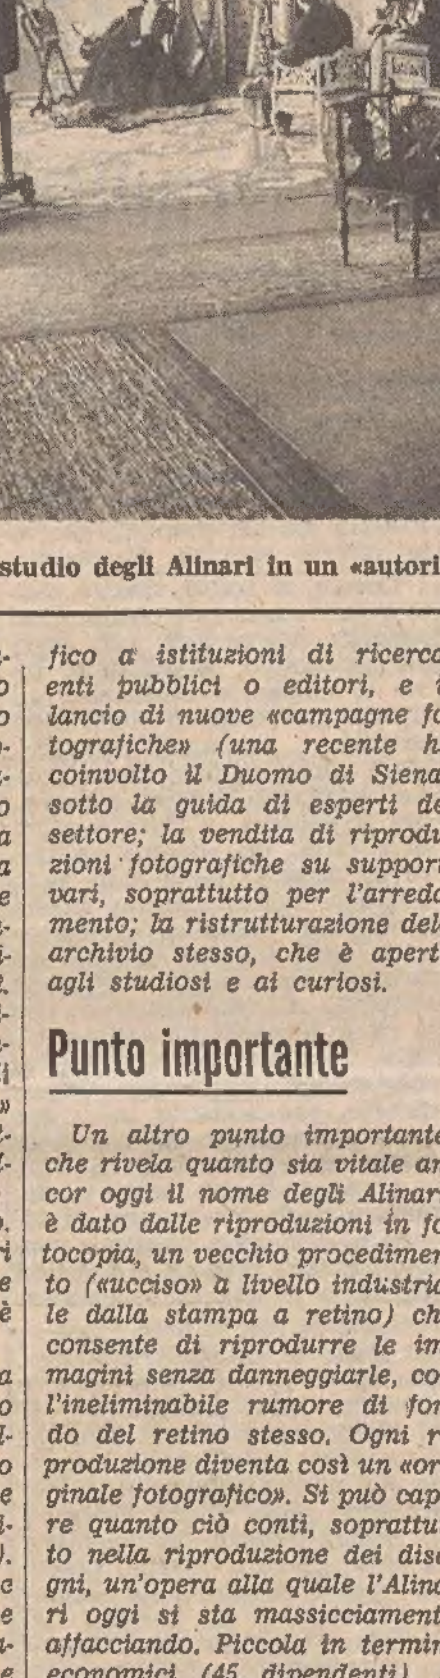 studio degli Alinari in un «autori
fico a istituzioni di ricerca
enti pubblici o editori, e
lancio di nuove «campagne fo
tografiche» (una recente h
coinvolto il Duomo di Siena
sotto la guida di esperti de
settore; la vendita di riprodu
zioni fotografiche su support
vari, soprattutto per l'arreda
mento; la ristrutturazione del
archivio stesso, che è apert
agli studiosi e ai curiosi.
Punto importante
Un altro punto importante
che rivela quanto sia vitale an
cor oggi il nome degli Alinar
è dato dalle riproduzioni in fo
tocopia, un vecchio procedimen
to («ucciso» a livello industria
le dalla stampa a retino) ch
consente di riprodurre le im
magini senza danneggiarle, co
l'ineliminabile rumore di fon
do del retino stesso. Ogni r
produzione diventa così un «or
ginale fotografico». Si può cap
re quanto ciò conti, soprattu
to nella riproduzione dei dise
gni, un'opera alla quale l'Alina
ri oggi si sta massicciament
affacciando. Piccola in termin
economici (45 dipendenti)